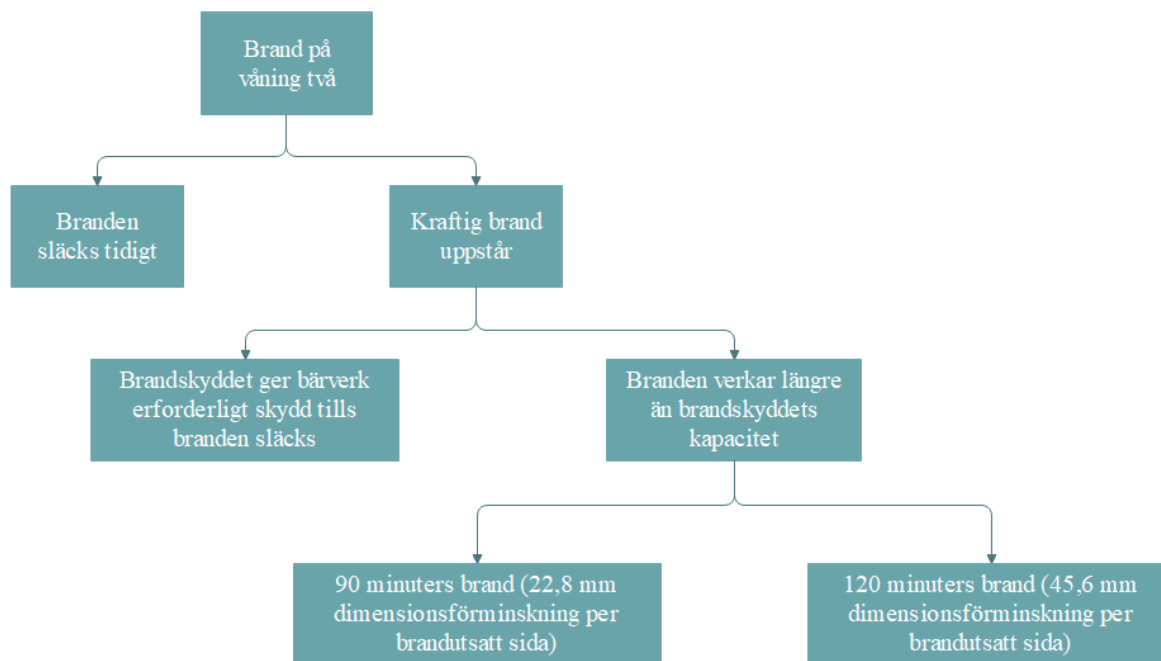 Brand på
våning två
Branden
släcks tidigt
Kraftig brand
uppstår
Brandskyddet ger bärverk
erforderligt skydd tills
branden släcks
Branden verkar längre
än brandskyddets
kapacitet
90 minuters brand (22,8 mm
dimensionsförminskning per
brandutsatt sida)
120 minuters brand (45,6 mm
dimensionsförminskning per
brandutsatt sida)